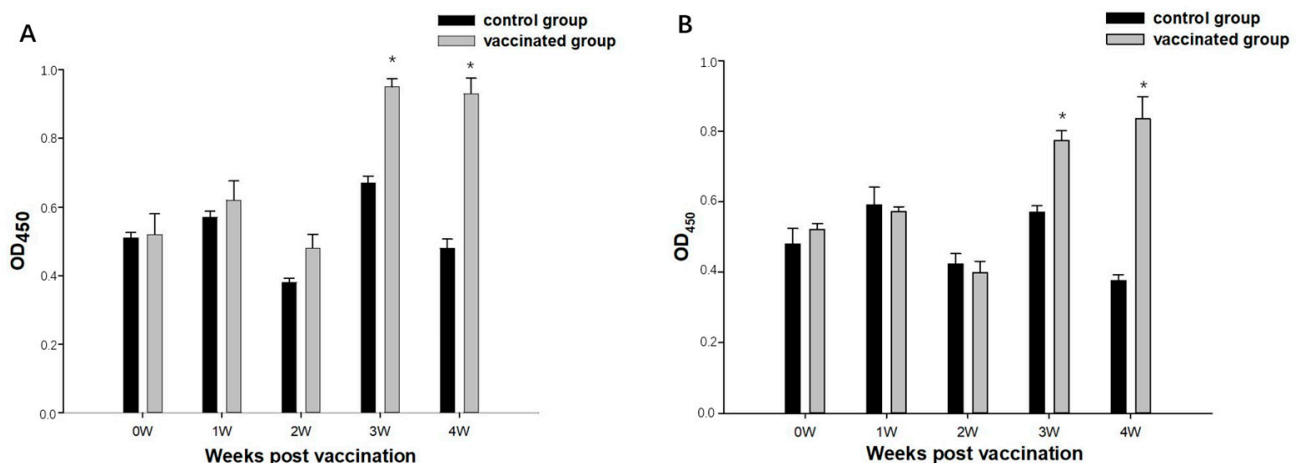 A
control group
vaccinated group
1.0
*
*
0.8
0.6
OD450
0.4
0.2
0.0
0W 1W 2W 3W 4W
Weeks post vaccination
B
control group
vaccinated group
1.0
*
*
0.8
0.6
OD450
0.4
0.2
0.0
0W 1W 2W 3W 4W
Weeks post vaccination